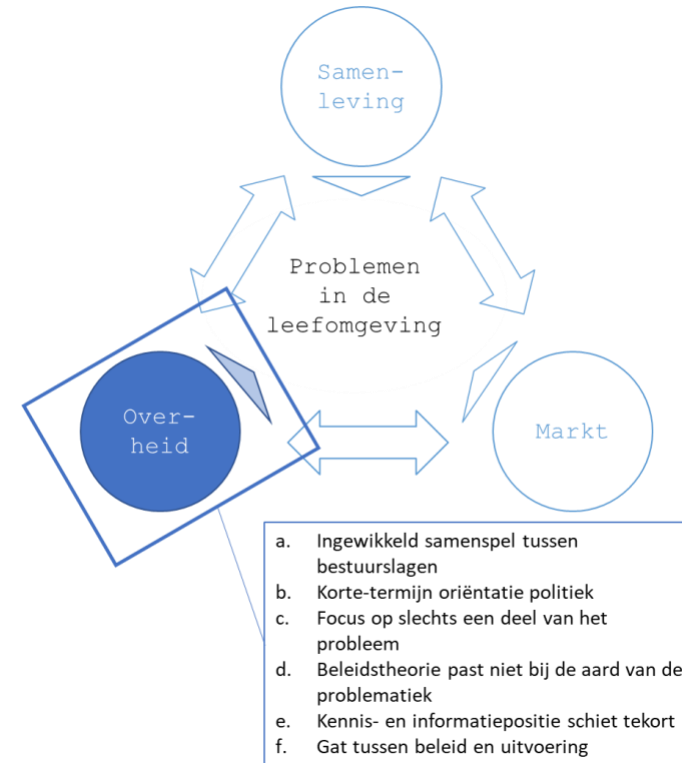 Samen-
leving
Problemen
in de
leefomgeving
Over-
heid
Markt
a. Ingewikkeld samenspel tussen
bestuurslagen
b. Korte-termijn oriëntatie politiek
c. Focus op slechts een deel van het
probleem
d. Beleidstheorie past niet bij de aard van de
problematiek
e. Kennis- en informatiepositie schiet tekort
f. Gat tussen beleid en uitvoering